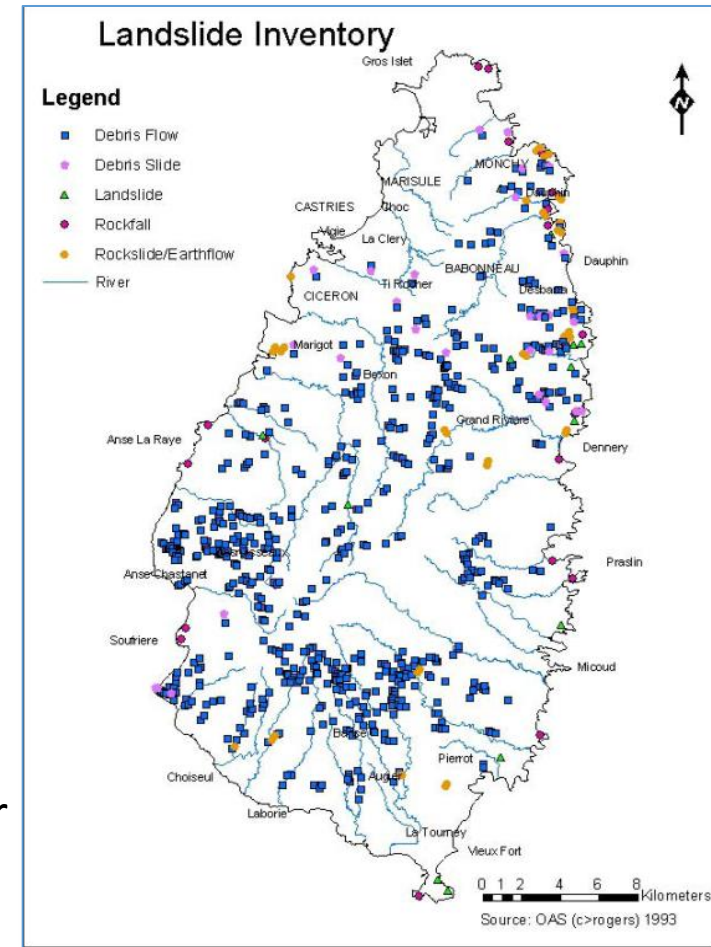 Landslide Inventory
Gros Islet
N
Legend
Debris Flow
Debris Slide
Landslide
Rockfall
Rockslide/Earthflow
River
MONCHY
MARISULE
Dauphin
CASTRIES
Choc
Vigie
La Clery
Dauphin
BABONNEAU
Ti Rocher
CICERON
Desbarra
Marigot
Bexon
Grand Riviere
Anse La Raye
Dennery
Praslin
Anse Chastanet
Soufriere
Micoud
Pierrot
Choiseul
Augier
Laborie
La Tourney
Vieux Fort
0 1 2 4 6 8
Kilometers
Source: OAS (c>rogers) 1993
r